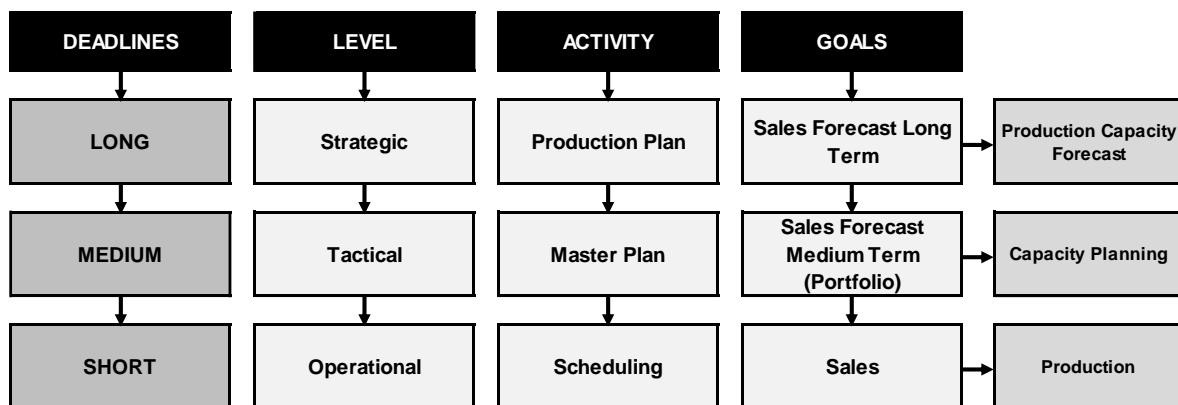 DEADLINES
LEVEL
ACTIVITY
GOALS
LONG
Strategic
Production Plan
Sales Forecast Long
Term
Production Capacity
Forecast
MEDIUM
Tactical
Master Plan
Sales Forecast
Medium Term
(Portfolio)
Capacity Planning
SHORT
Operational
Scheduling
Sales
Production